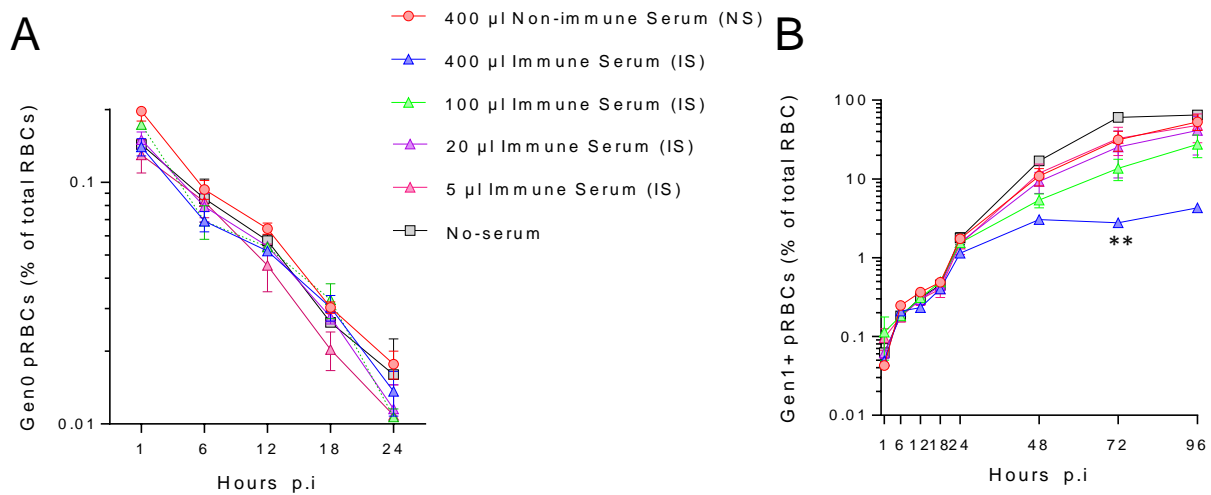 A
400 µl Non-immune Serum (NS)
400 µl Immune Serum (IS)
100 µl Immune Serum (IS)
20 µl Immune Serum (IS)
5 µl Immune Serum (IS)
No-serum
Gen0 pRBCs (% of total RBCs)
0.1
0.01
1 6 12 18 24
Hours p.i
B
Gen1+ pRBCs (% of total RBC)
100
10
1
0.1
0.01
**
1 6 12 18 24 48 72 96
Hours p.i